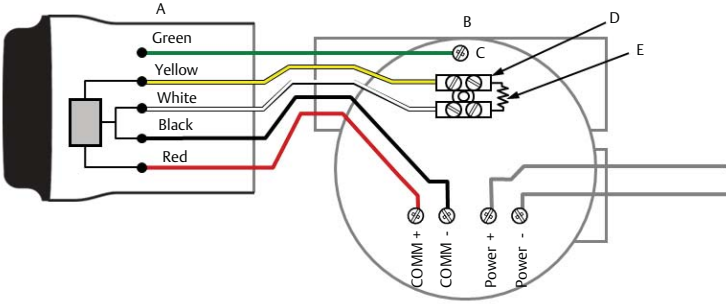 A
B
D
E
Green
C
Yellow
White
Black
Red
COMM +
COMM -
Power +
Power -